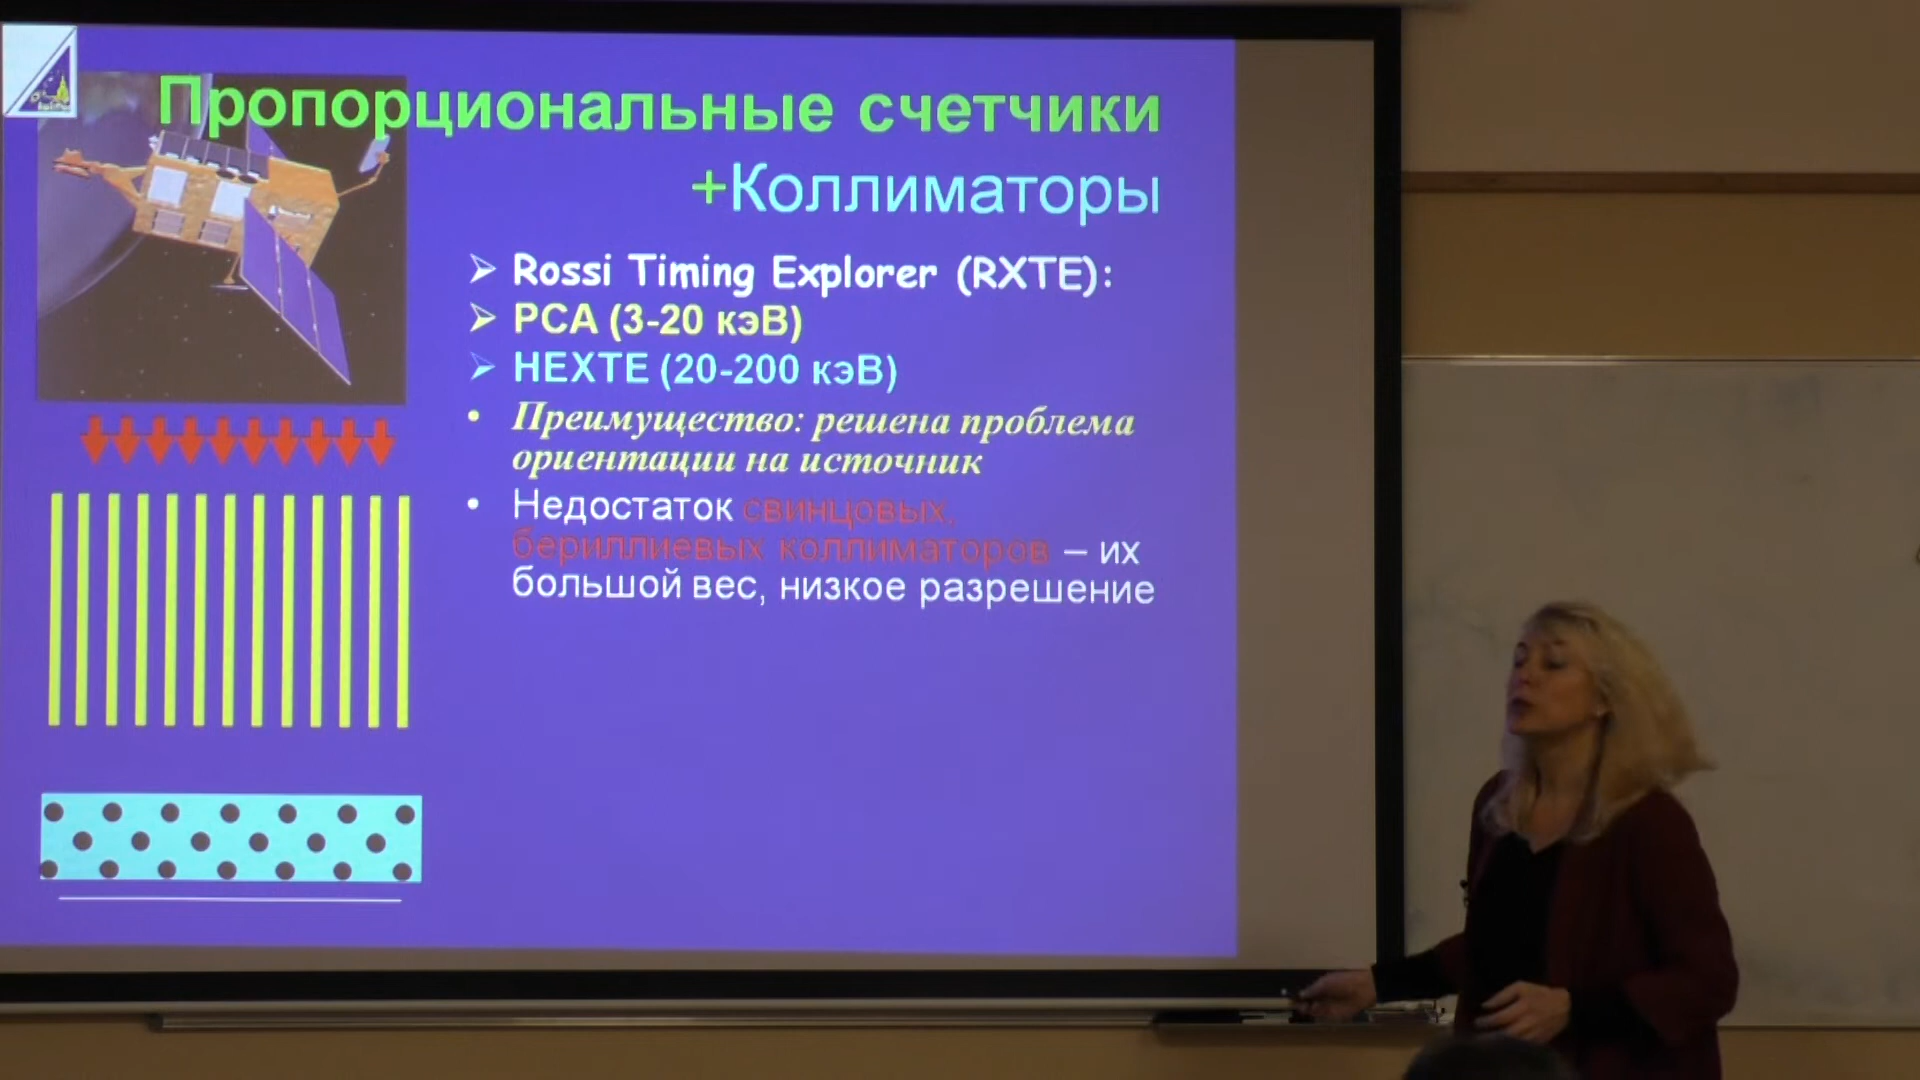 Пропорциональные счетчики
+Коллиматоры
Rossi Timing Explorer (RXTE):
PCA (3-20 кэВ)
HEXTE (20-200 кэВ)
Преимущество: решена проблема
ориентации на источник
Недостаток свинцовых,
бериллиевых коллиматоров – их
большой вес, низкое разрешение